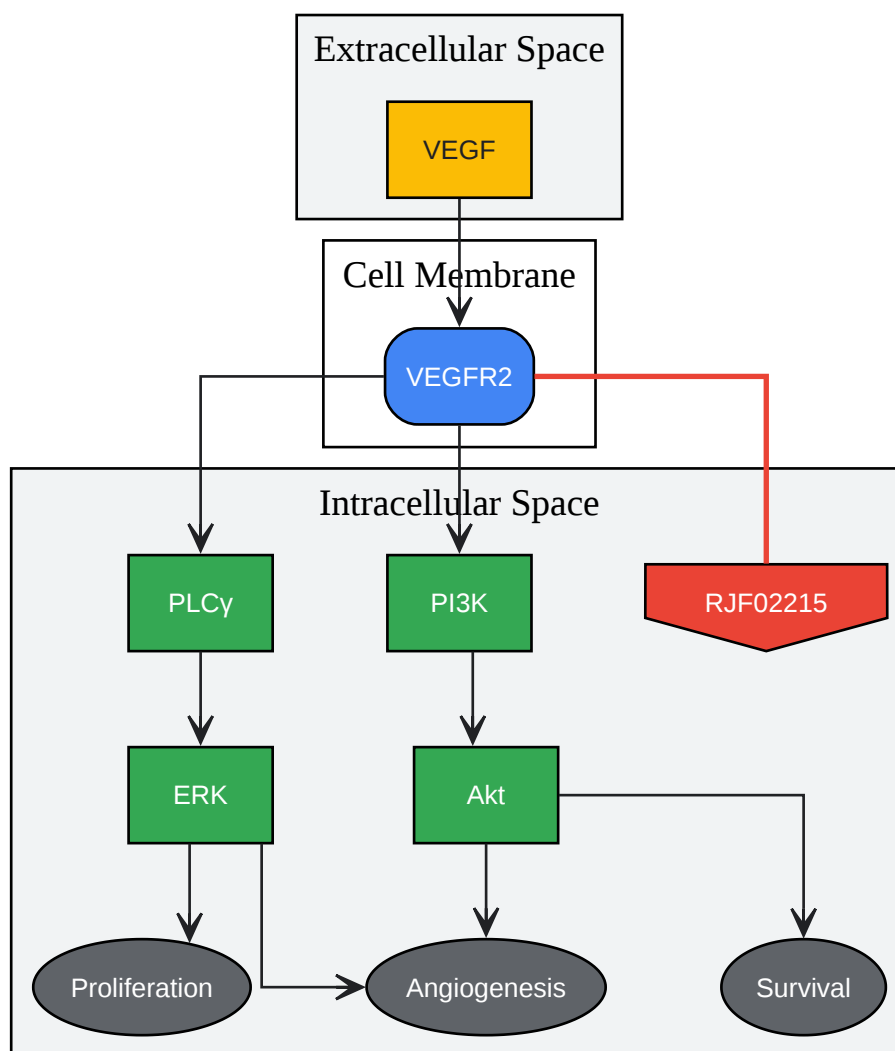 Extracellular Space
VEGF
Cell Membrane
VEGFR2
Intracellular Space
PLCγ
PI3K
RJF02215
ERK
Akt
Proliferation
Angiogenesis
Survival